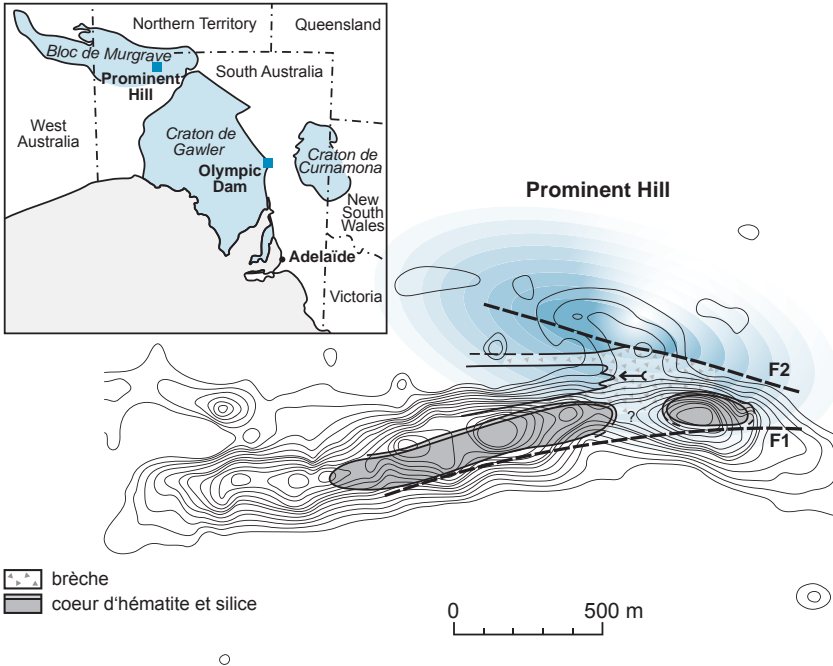 Northern Territory
Queensland
Bloc de Murgrave
Prominent
Hill
South Australia
West
Australia
Craton de
Gawler
Craton de
Curnamona
Olympic
Dam
New
South
Wales
Adelaïde
Victoria
Prominent Hill
F2
?
F1
brèche
coeur d'hématite et silice
0
500 m